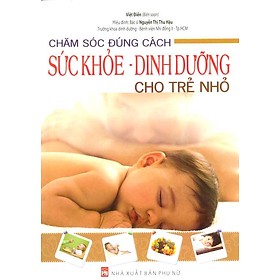 Việt Điền (Biên soạn)
Hiệu đính: Bác sĩ Nguyễn Thị Thu Hậu
Trưởng khoa dinh dưỡng - Bệnh viện Nhi đồng II - Tp.HCM
CHĂM SÓC ĐÚNG CÁCH
SỨC KHỎE - DINH DƯỠNG
CHO TRẺ NHỎ
NHÀ XUẤT BẢN PHỤ NỮ